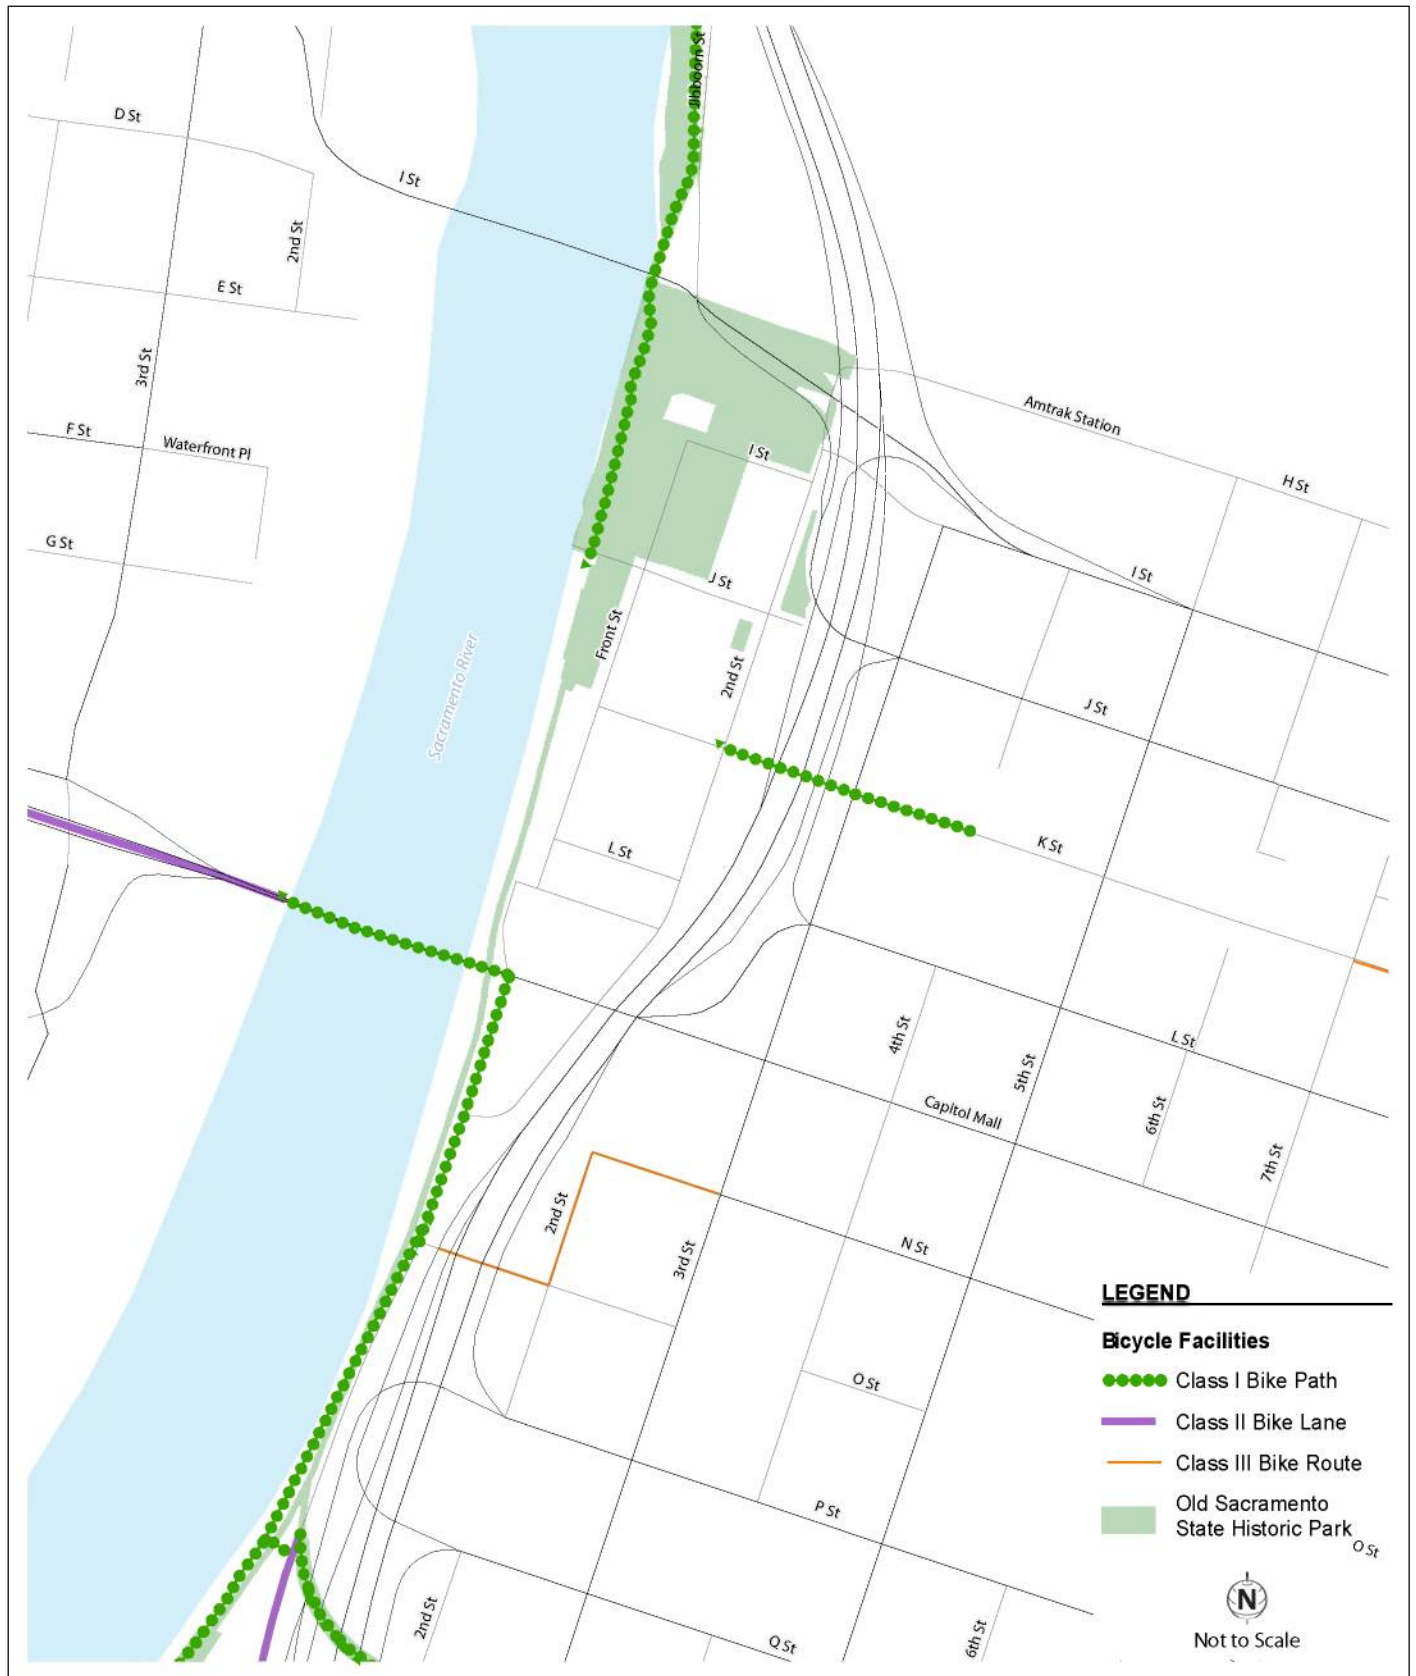 Jibboom St
D St
I St
2nd St
E St
3rd St
Amtrak Station
F St
Waterfront Pl
I St
H St
G St
J St
I St
Front St
Sacramento River
2nd St
J St
K St
L St
4th St
L St
5th St
Capitol Mall
6th St
7th St
2nd St
N St
3rd St
O St
P St
2nd St
Q St
6th St
LEGEND
Bicycle Facilities
Class I Bike Path
Class II Bike Lane
Class III Bike Route
Old Sacramento
State Historic Park
O St
N
Not to Scale